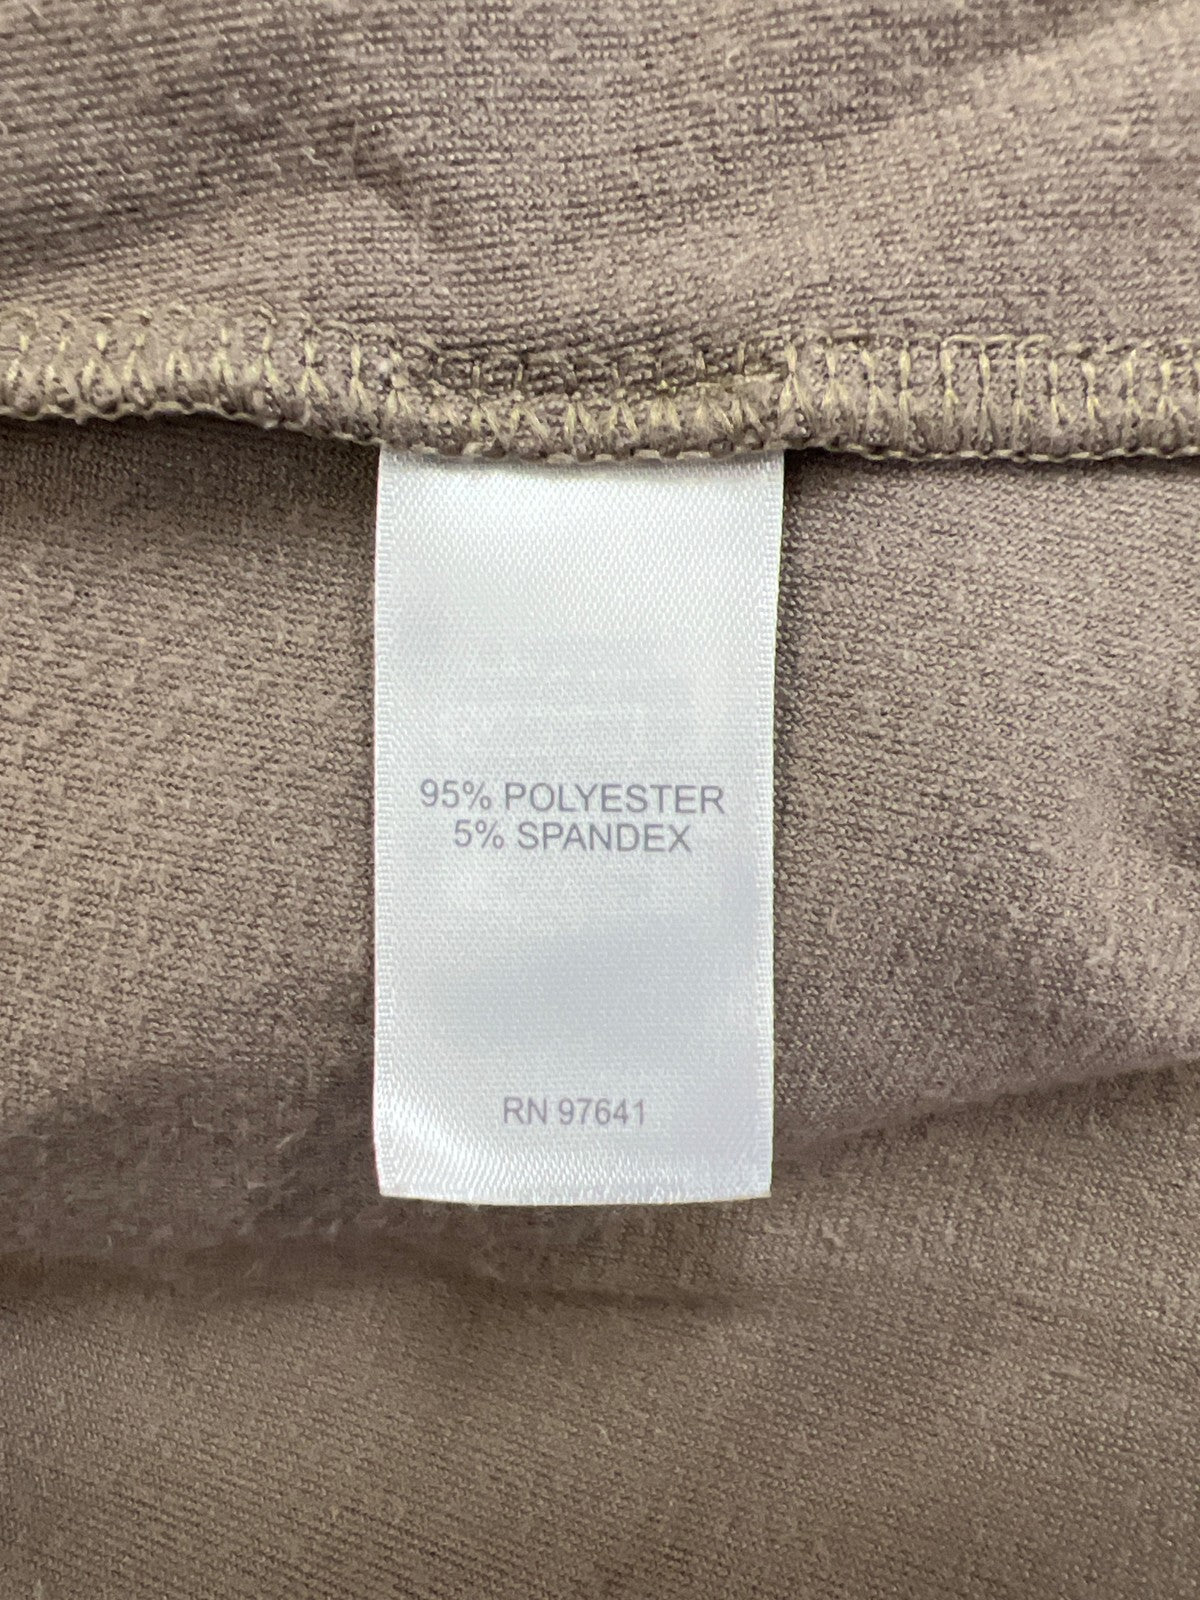 95% POLYESTER
5% SPANDEX
RN 97641